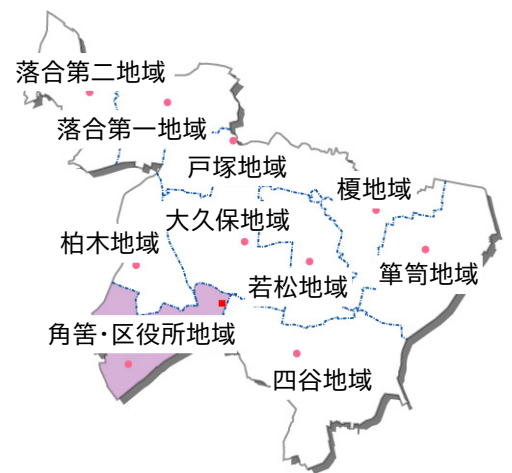 落合第二地域
落合第一地域
戸塚地域
榎地域
大久保地域
柏木地域
若松地域
箪笥地域
角筈・区役所地域
四谷地域